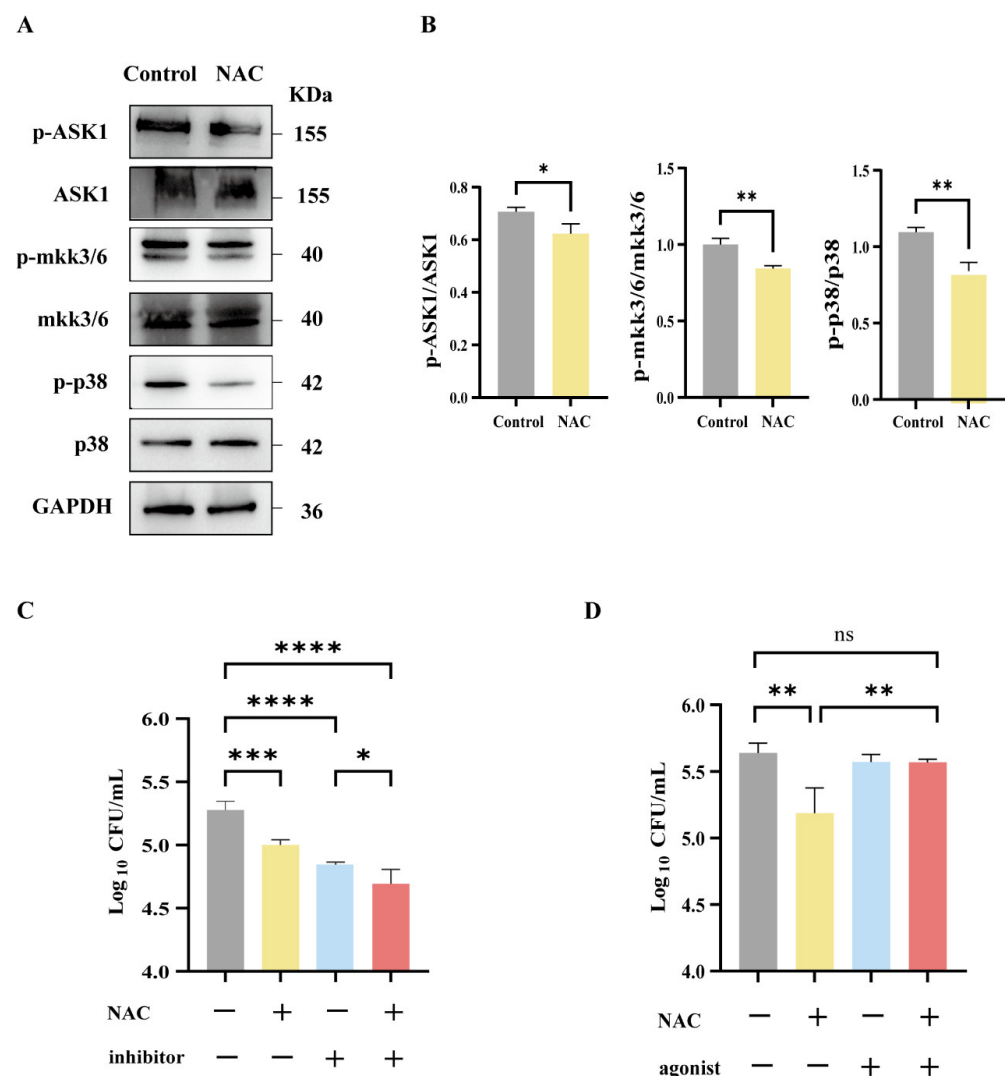 A
Control NAC
KDa
p-ASK1
155
ASK1
155
p-mkk3/6
40
mkk3/6
40
p-p38
42
p38
42
GAPDH
36
B
p-ASK1/ASK1
0.8
0.6
0.4
0.2
0.0
*
Control NAC
p-mkk3/6/mkk3/6
1.5
1.0
0.5
0.0
**
Control NAC
p-p38/p38
1.5
1.0
0.5
0.0
**
Control NAC
C
****
****
*** *
Log 10 CFU/mL
6.0
5.5
5.0
4.5
4.0
NAC — + — +
inhibitor — — + +
D
ns
** **
Log 10 CFU/mL
6.0
5.5
5.0
4.5
4.0
NAC — + — +
agonist — — + +